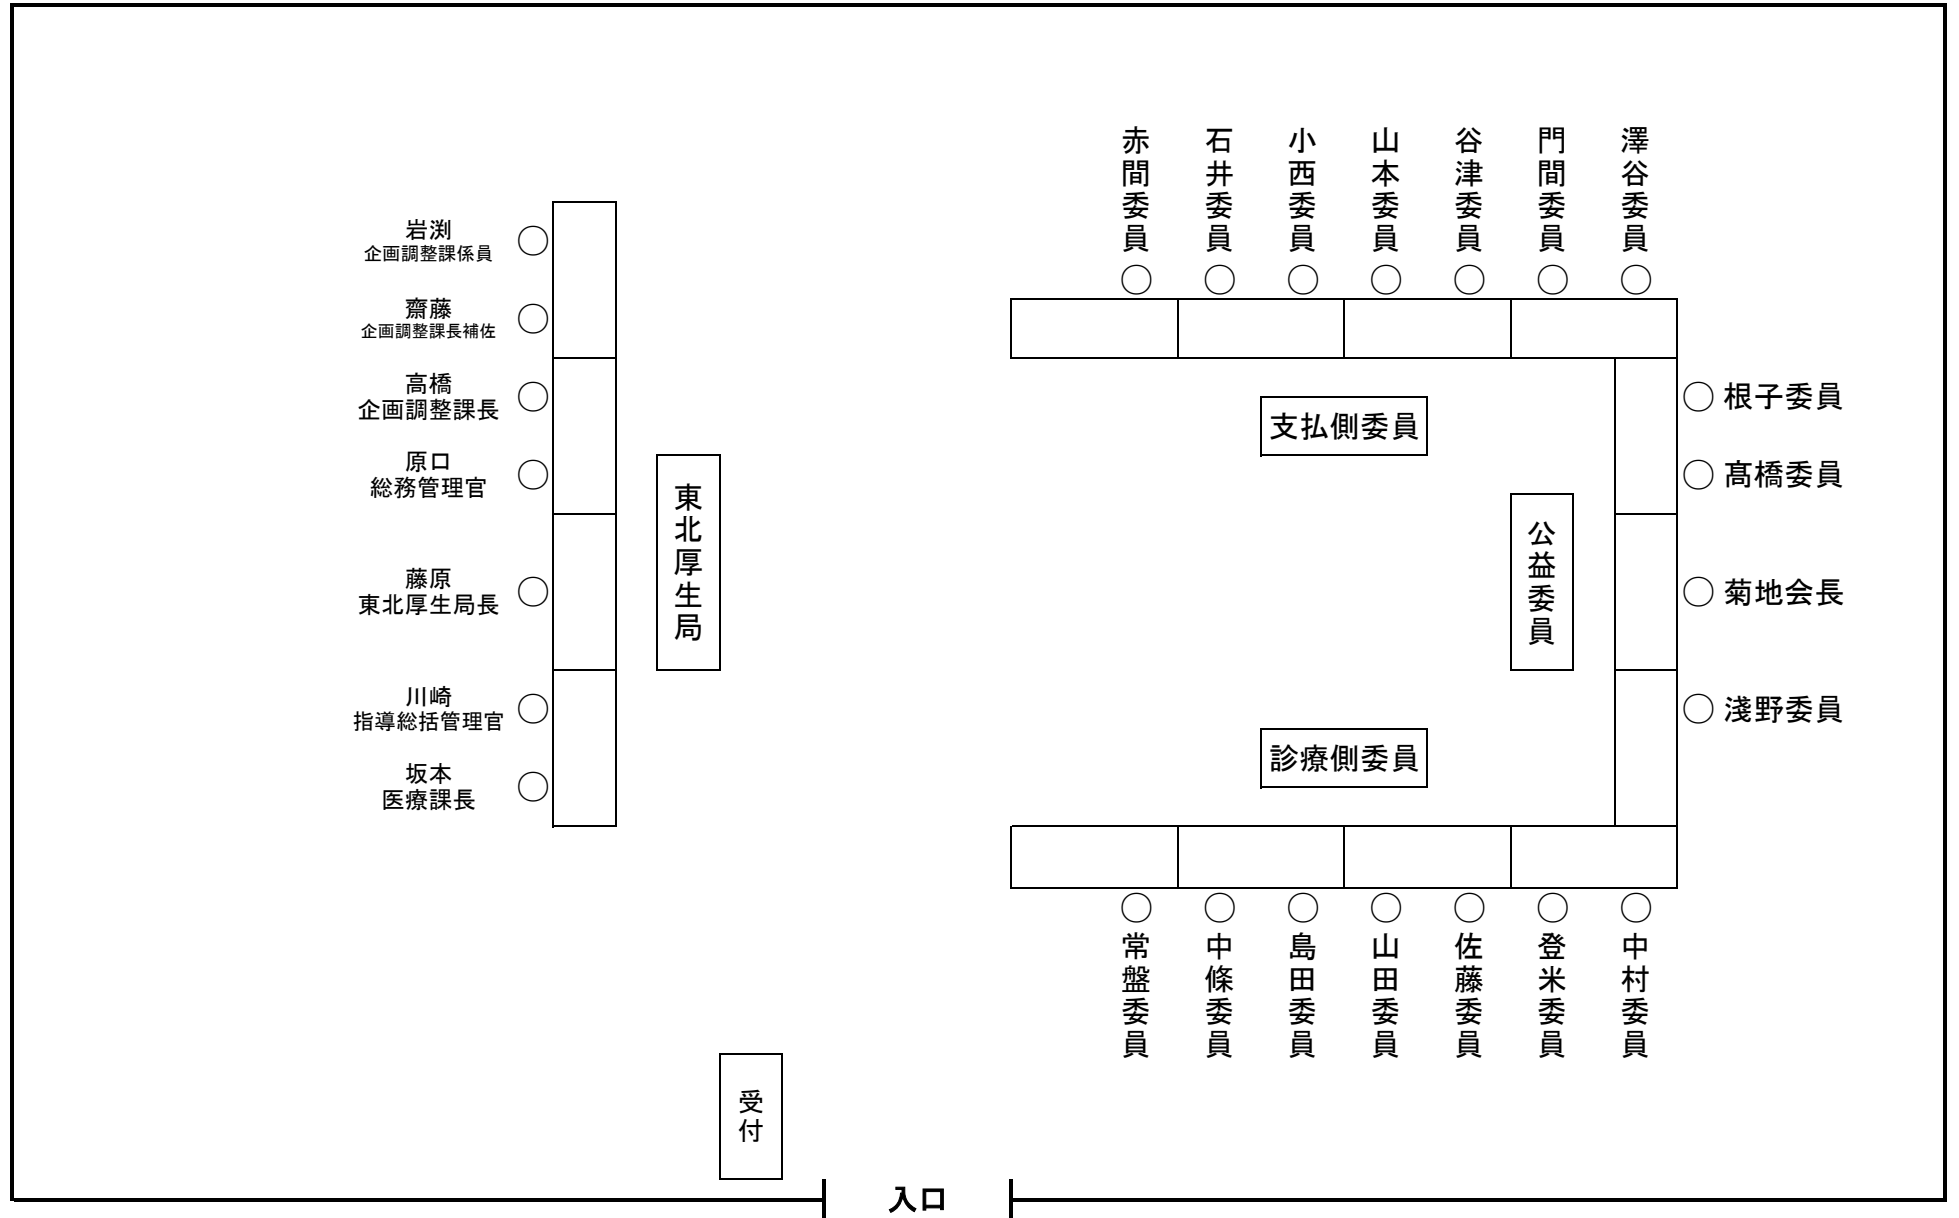 赤間委員
石井委員
小西委員
山本委員
谷津委員
門間委員
澤谷委員
岩渕
企画調整課係員
齋藤
企画調整課長補佐
高橋
企画調整課長
原口
総務管理官
藤原
東北厚生局長
川崎
指導総括管理官
坂本
医療課長
東北厚生局
支払側委員
公益委員
診療側委員
根子委員
髙橋委員
菊地会長
淺野委員
常盤委員
中條委員
島田委員
山田委員
佐藤委員
登米委員
中村委員
受付
入口